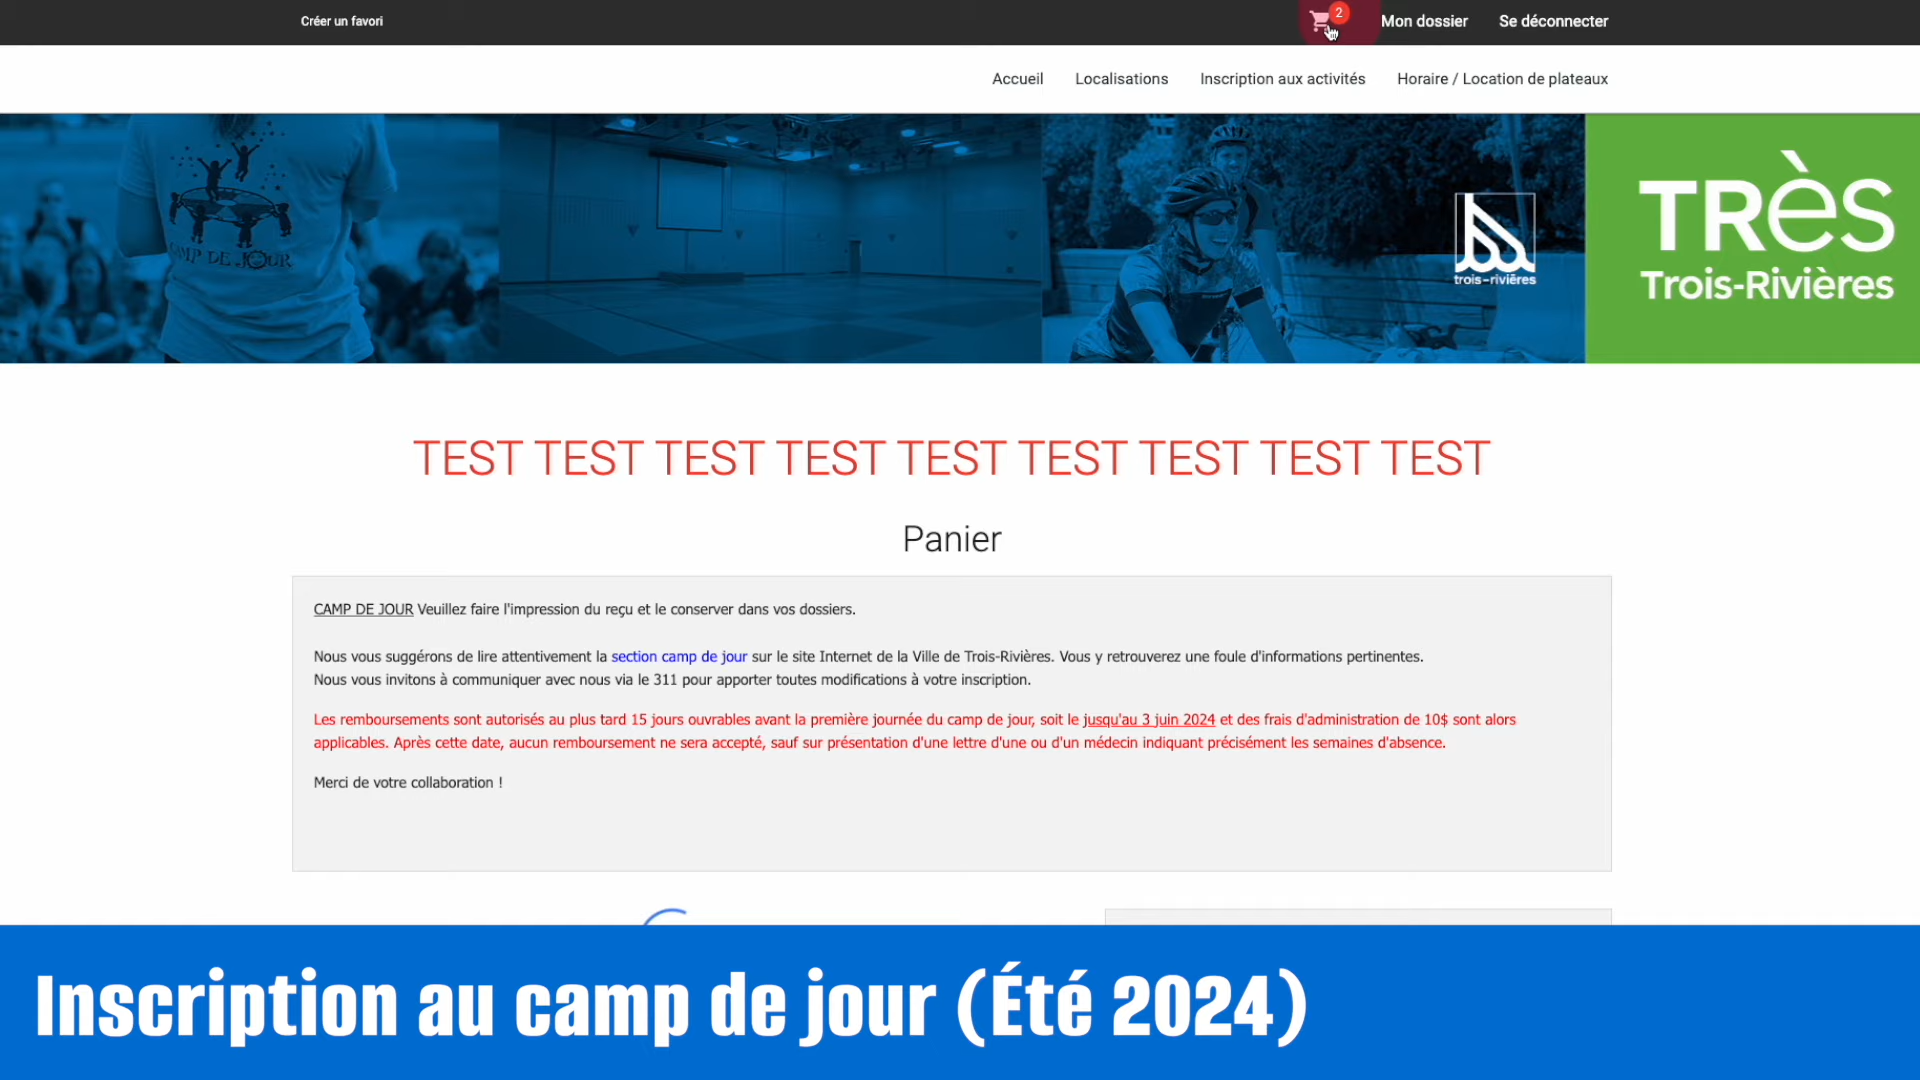 Créer un favori
2
Mon dossier
Se déconnecter
Accueil
Localisations
Inscription aux activités
Horaire / Location de plateaux
CAMP DE JOUR
trois-rivières
TRÈS
Trois-Rivières
TEST TEST TEST TEST TEST TEST TEST TEST TEST
Panier
CAMP DE JOUR Veuillez faire l'impression du reçu et le conserver dans vos dossiers.
Nous vous suggérons de lire attentivement la section camp de jour sur le site Internet de la Ville de Trois-Rivières. Vous y retrouverez une foule d'informations pertinentes.
Nous vous invitons à communiquer avec nous via le 311 pour apporter toutes modifications à votre inscription.
Les remboursements sont autorisés au plus tard 15 jours ouvrables avant la première journée du camp de jour, soit le jusqu'au 3 juin 2024 et des frais d'administration de 10$ sont alors
applicables. Après cette date, aucun remboursement ne sera accepté, sauf sur présentation d'une lettre d'une ou d'un médecin indiquant précisément les semaines d'absence.
Merci de votre collaboration !
Inscription au camp de jour (Été 2024)